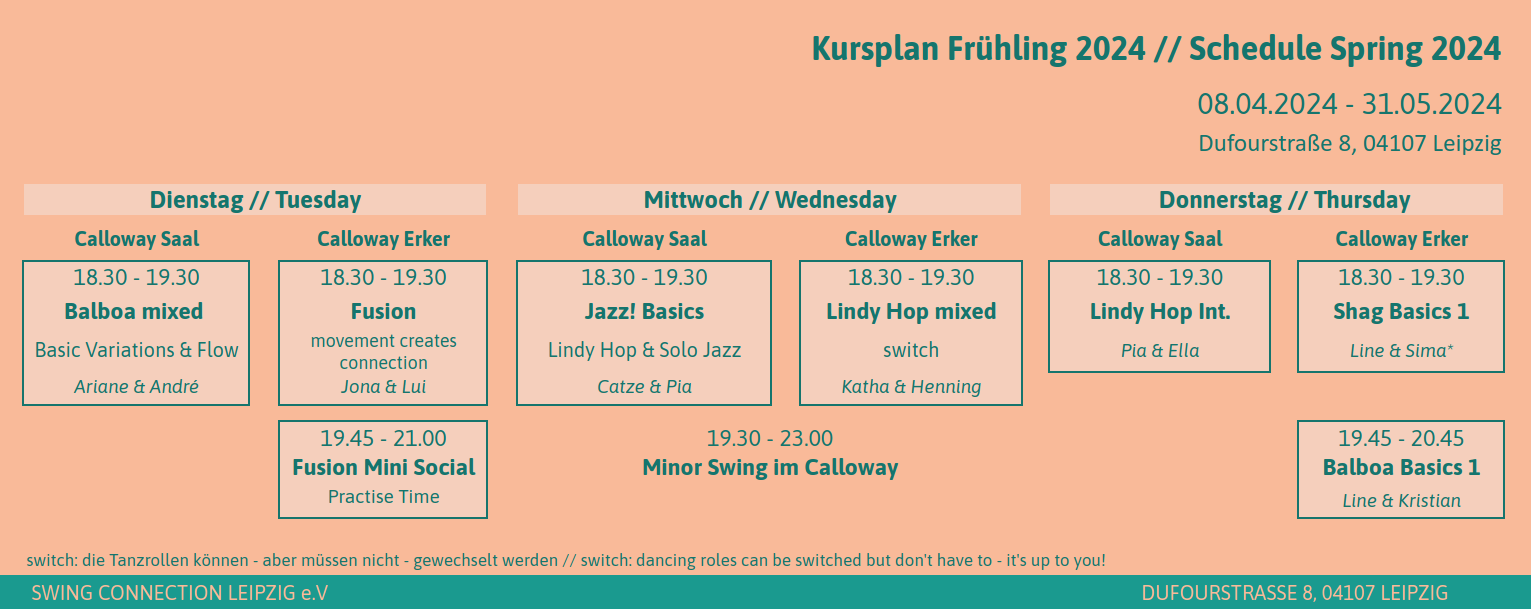 Kursplan Frühling 2024 // Schedule Spring 2024
08.04.2024 - 31.05.2024
Dufourstraße 8, 04107 Leipzig
Dienstag // Tuesday
Calloway Saal
18.30 - 19.30
Balboa mixed
Basic Variations & Flow
Ariane & André
Calloway Erker
18.30 - 19.30
Fusion
movement creates
connection
Jona & Lui
19.45 - 21.00
Fusion Mini Social
Practise Time
Mittwoch // Wednesday
Calloway Saal
18.30 - 19.30
Jazz! Basics
Lindy Hop & Solo Jazz
Catze & Pia
Calloway Erker
18.30 - 19.30
Lindy Hop mixed
switch
Katha & Henning
19.30 - 23.00
Minor Swing im Calloway
Donnerstag // Thursday
Calloway Saal
18.30 - 19.30
Lindy Hop Int.
Pia & Ella
Calloway Erker
18.30 - 19.30
Shag Basics 1
Line & Sima*
19.45 - 20.45
Balboa Basics 1
Line & Kristian
switch: die Tanzrollen können - aber müssen nicht - gewechselt werden // switch: dancing roles can be switched but don't have to - it's up to you!
SWING CONNECTION LEIPZIG e.V
DUFOURSTRASSE 8, 04107 LEIPZIG